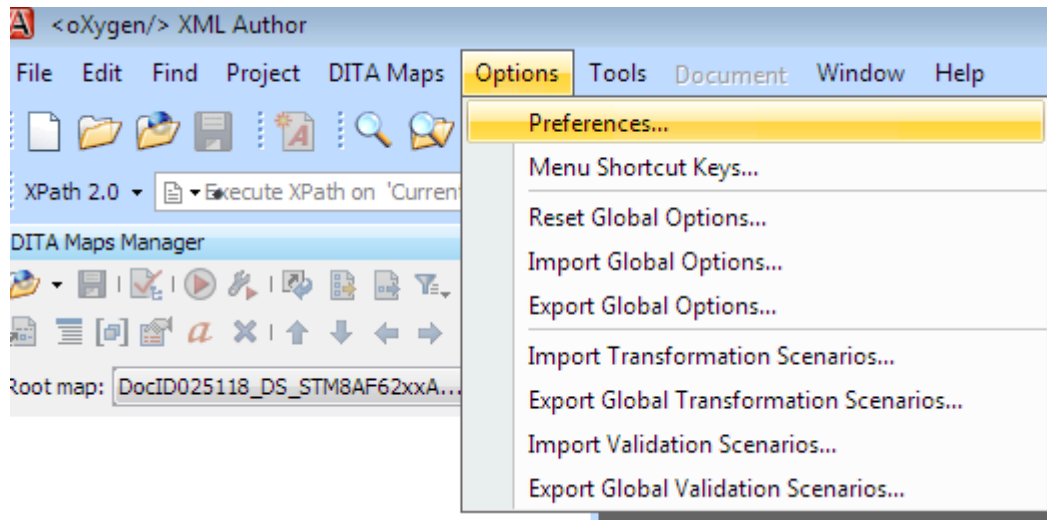 <oXygen/> XML Author
File Edit Find Project DITA Maps Options Tools Document Window Help
Preferences...
Menu Shortcut Keys...
Reset Global Options...
Import Global Options...
Export Global Options...
Import Transformation Scenarios...
Export Global Transformation Scenarios...
Import Validation Scenarios...
Export Global Validation Scenarios...
XPath 2.0 Execute XPath on 'Current
DITA Maps Manager
Root map: DocID025118_DS_STM8AF62xxA...